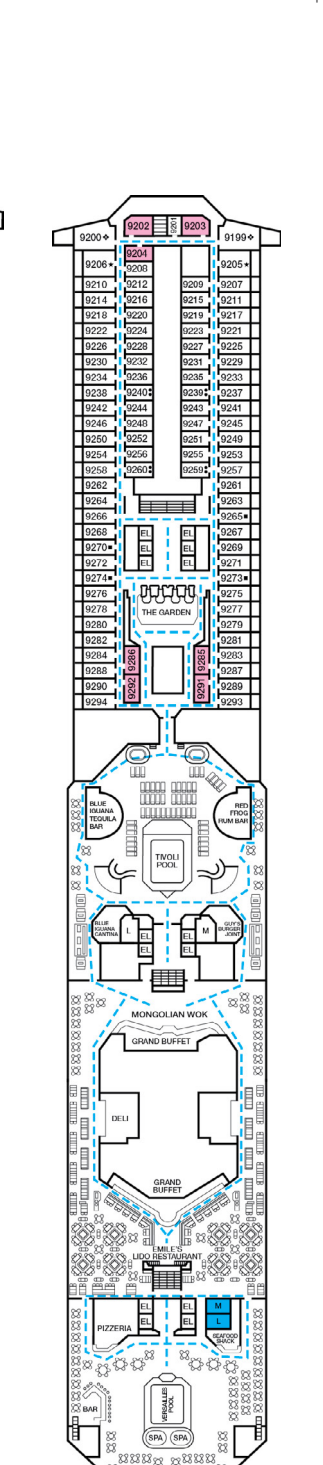 9202 9201 9203
9200 9199
9204
9206★ 9208 9205★
9210 9212 9209 9207
9214 9216 9215 9211
9218 9220 9219 9217
9222 9224 9223 9221
9226 9228 9227 9225
9230 9232 9231 9229
9234 9236 9235 9233
9238 9240 9239 9237
9242 9244 9243 9241
9246 9248 9247 9245
9250 9252 9251 9249
9254 9256 9255 9253
9258 9260 9259 9257
9262 9261
9264 9263
9266 9265■
9268 EL EL 9267
9270■ EL EL 9269
9272 EL EL 9271
9274■ 9273■
9276 9275
9278 THE GARDEN 9277
9280 9279
9282 9281
9284 9286 9285 9283
9288 9287
9290 9292 9291 9289
9294 9293
BLUE
IGUANA
TEQUILA
BAR
RED
FROG
RUM BAR
TIVOLI
POOL
BLUE
IGUANA
CANTINA
L EL EL M
GUY'S
BURGER
JOINT
EL EL
MONGOLIAN WOK
GRAND BUFFET
DELI
GRAND
BUFFET
EMILE'S
LIDO RESTAURANT
PIZZERIA
EL EL M
EL EL L
SEAFOOD
SHACK
BAR
VERSAILLES
POOL
SPA SPA